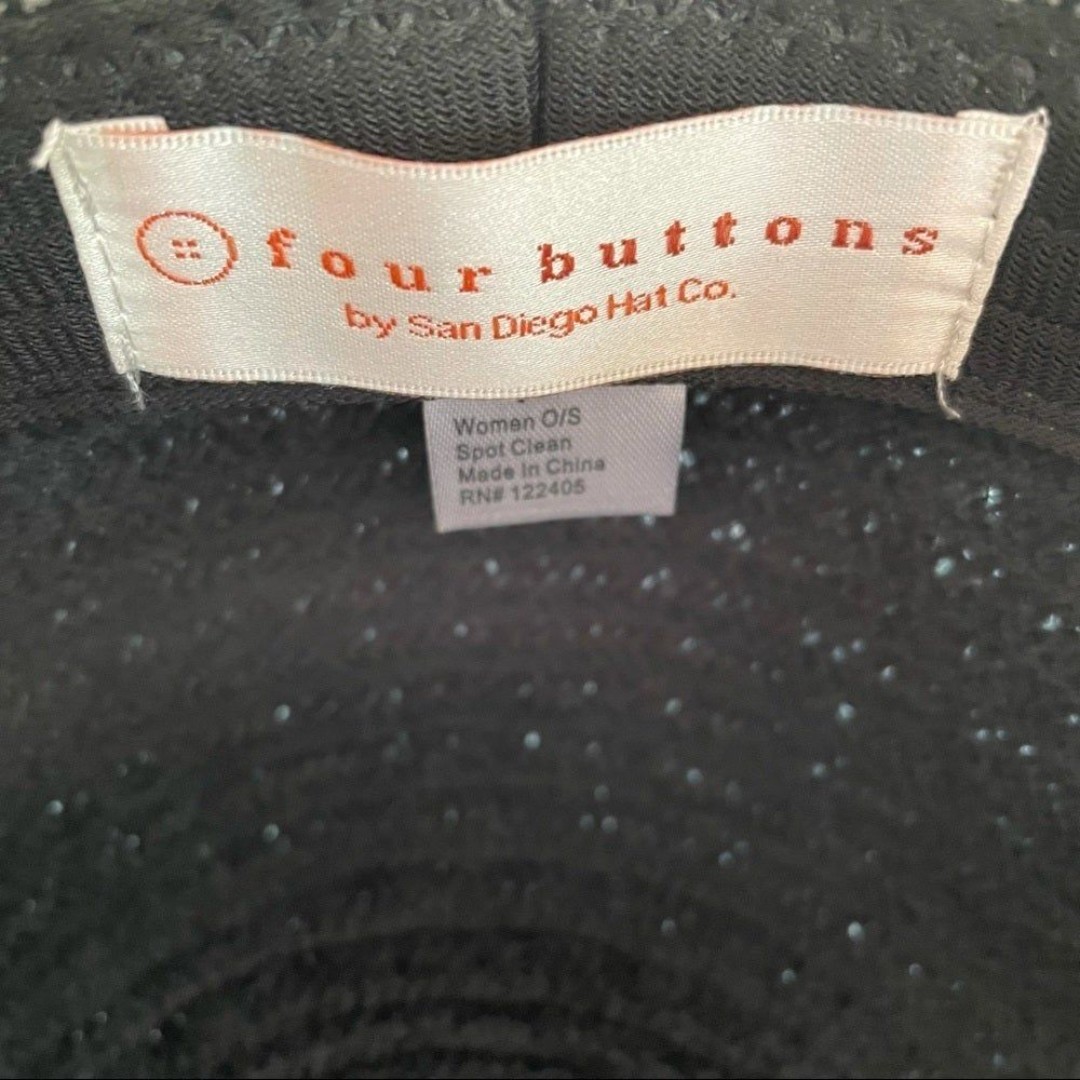 four buttons
by San Diego Hat Co.
Women O/S
Spot Clean
Made In China
RN# 122405